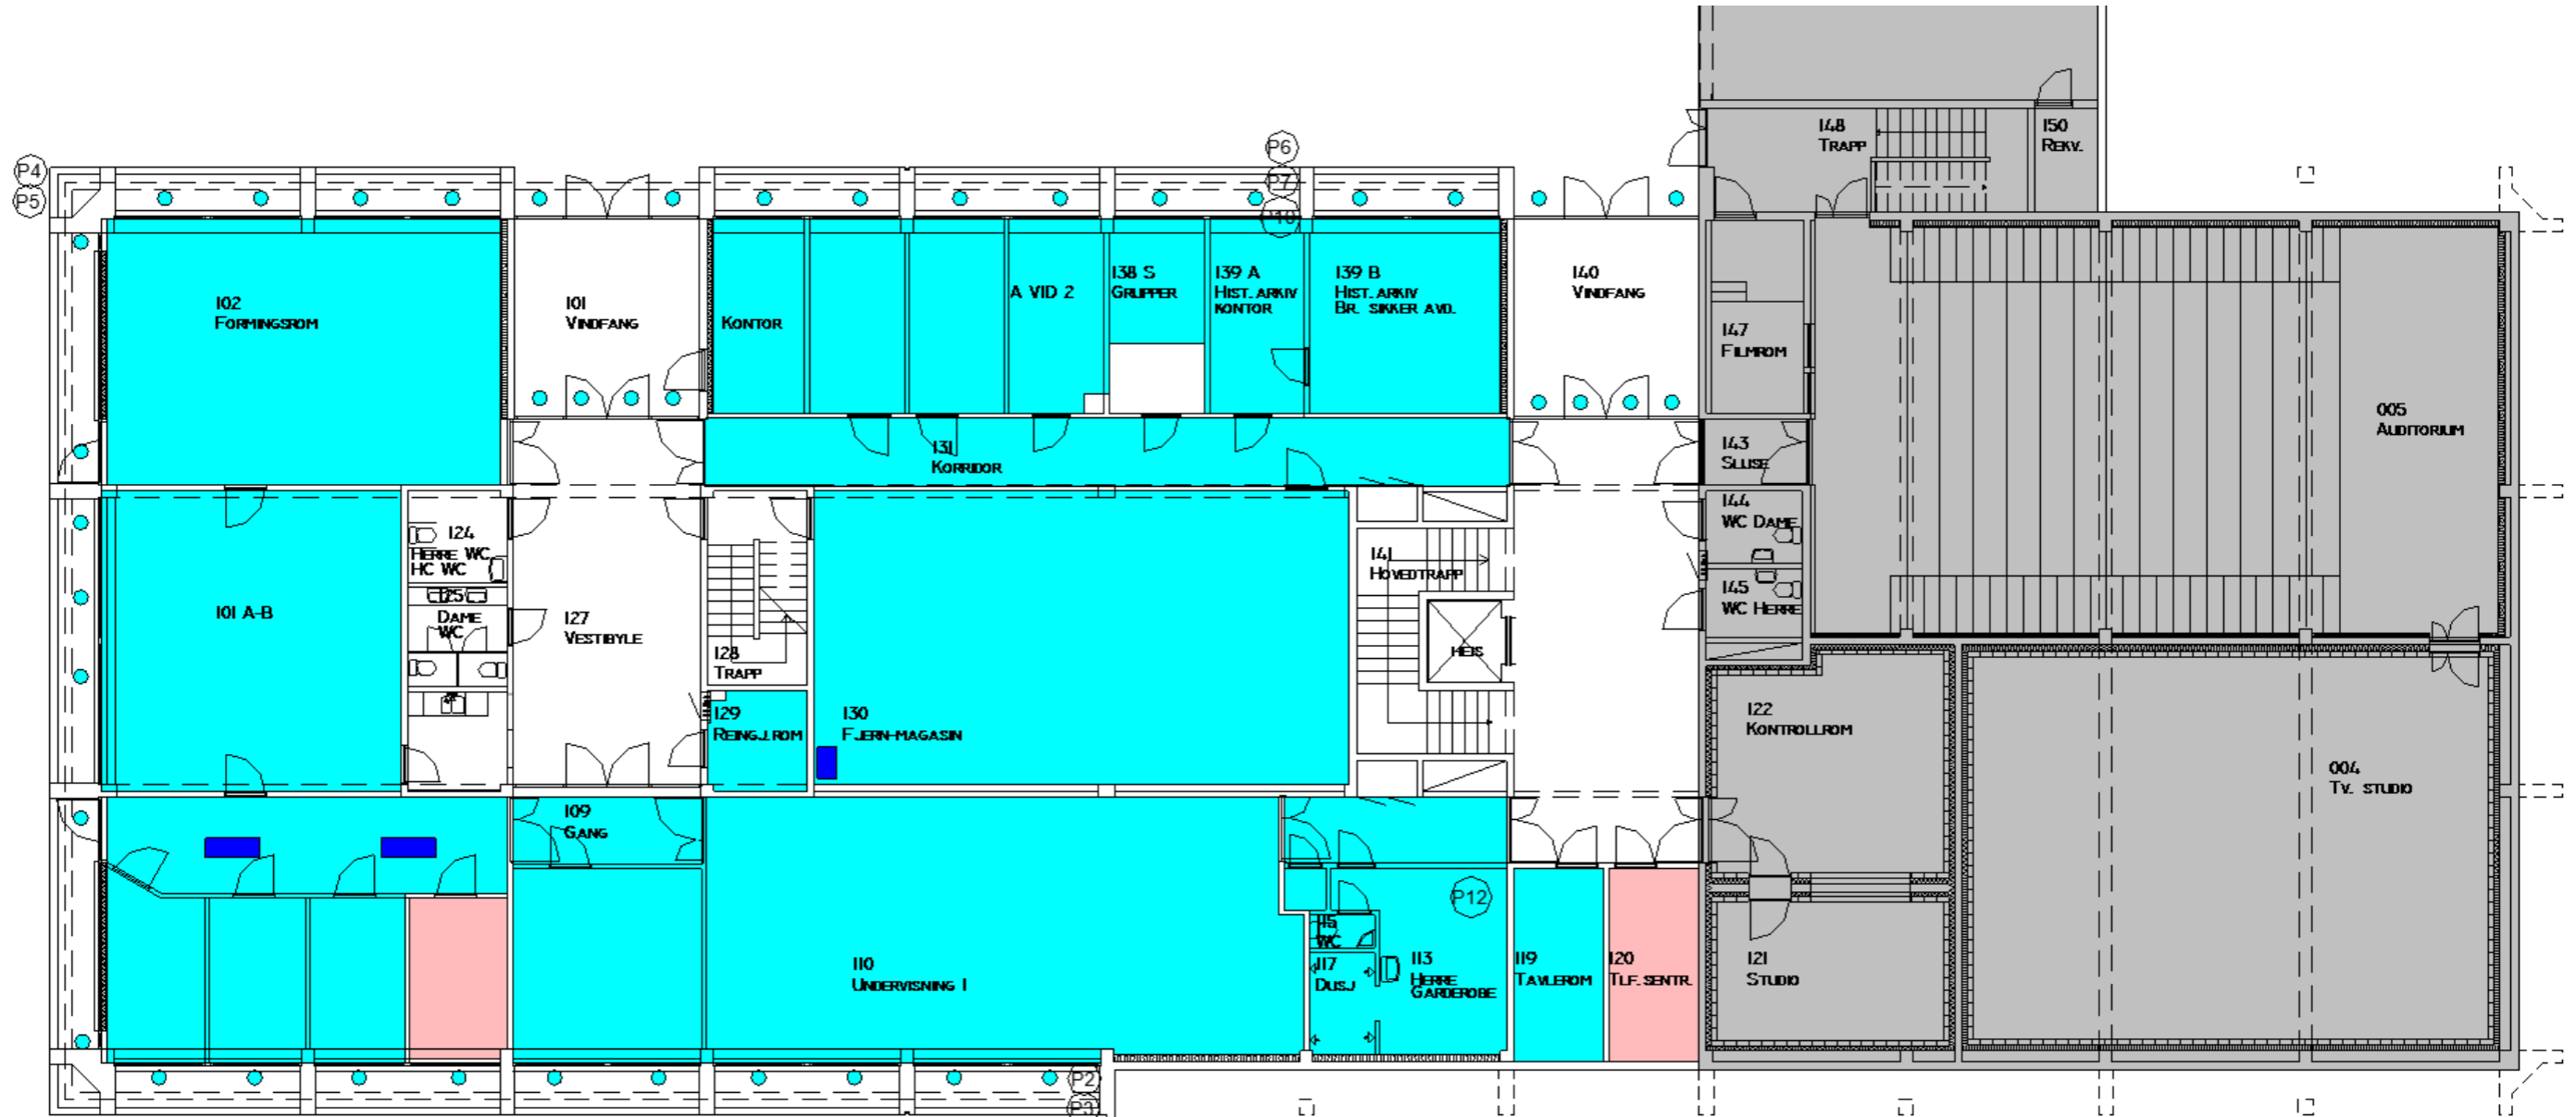 P4
P5
P6
P7
P10
148
TRAPP
150
REKV.
102
FORMINGSROM
101
VINDFANG
KONTOR
A VID 2
138 S
GRUPPER
139 A
HIST. ARKIV
KONTOR
139 B
HIST. ARKIV
BR. SIKKER AVD.
140
VINDFANG
147
FILMROM
005
AUDITORIUM
131
KORRIDOR
143
SLUSE
144
WC DAME
145
WC HERRE
124
HERRE WC
HC WC
125
DAME
WC
101 A-B
127
VESTIBYLE
128
TRAPP
129
REINGJ.ROM
130
FJERN-MAGASIN
141
HOVEDTRAPP
HEIS
122
KONTROLLROM
004
TV. STUDIO
109
GANG
P12
110
UNDERVISNING 1
115
WC
117
DUSJ
113
HERRE
GARDEROBE
119
TAVLEROM
120
TLF. SENTR.
121
STUDIO
P2
P3